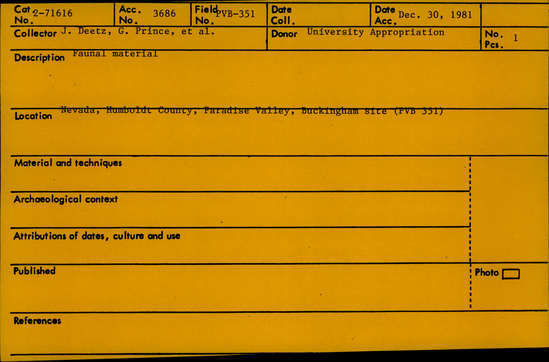 Cat. No. 2-71616 Acc. No. 3686 Field No. PVB-351 Date Coll. Date Acc. Dec. 30, 1981
Collector J. Deetz, G. Prince, et al. Donor University Appropriation No. Pcs. 1
Description Faunal material
Location Nevada, Humboldt County, Paradise Valley, Buckingham site (PVB 351)
Material and techniques
Archaeological context
Attributions of dates, culture and use
Published Photo
References